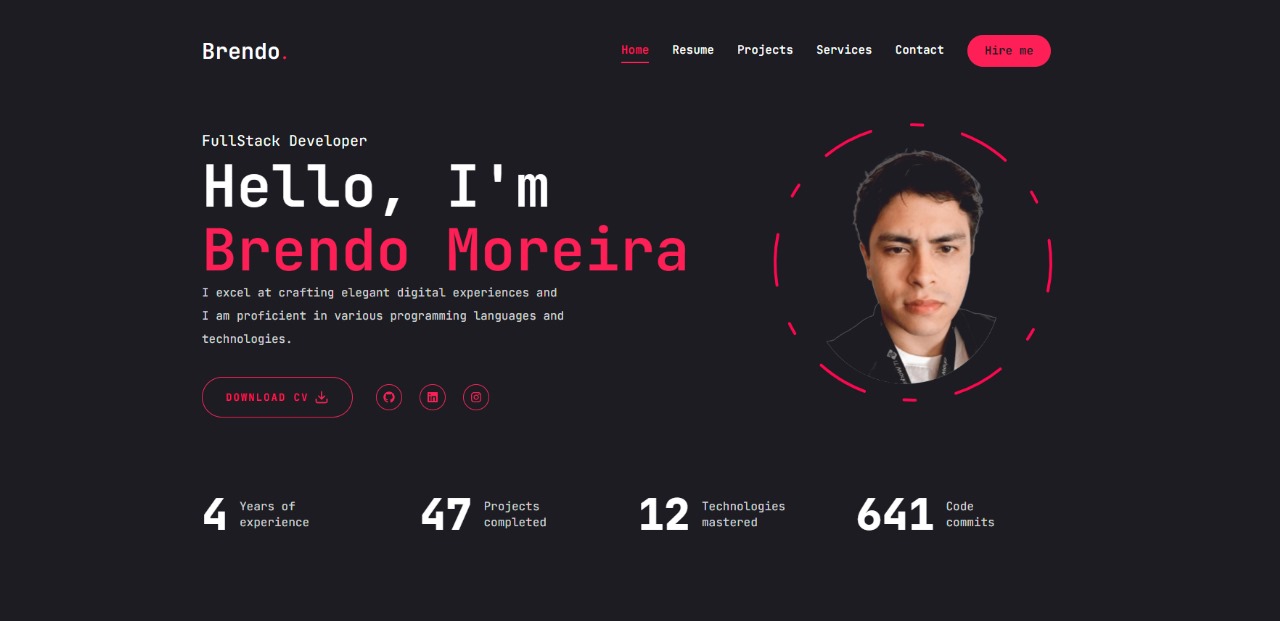 Brendo.
Home Resume Projects Services Contact Hire me
FullStack Developer
Hello, I'm
Brendo Moreira
I excel at crafting elegant digital experiences and
I am proficient in various programming languages and
technologies.
DOWNLOAD CV
4 Years of
experience
47 Projects
completed
12 Technologies
mastered
641 Code
commits